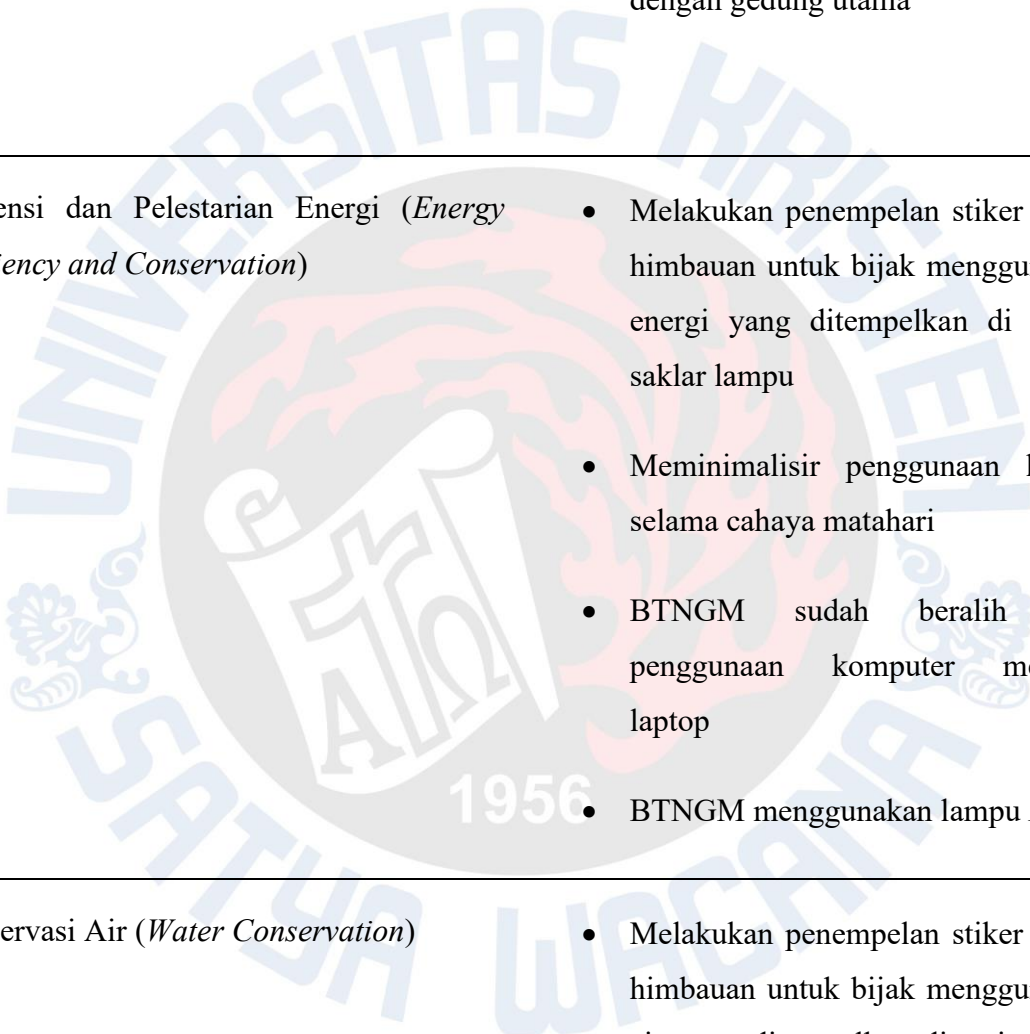 dengan gedung utama
ensi dan Pelestarian Energi (Energy
iency and Conservation)
• Melakukan penempelan stiker
himbauan untuk bijak menggu
energi yang ditempelkan di
saklar lampu
• Meminimalisir penggunaan
selama cahaya matahari
• BTNGM sudah beralih
penggunaan komputer me
laptop
• BTNGM menggunakan lampu
ervasi Air (Water Conservation)
• Melakukan penempelan stiker
himbauan untuk bijak menggu
UNIVERSITAS KRISTEN
SATYA WACANA
1956
ΑΩ